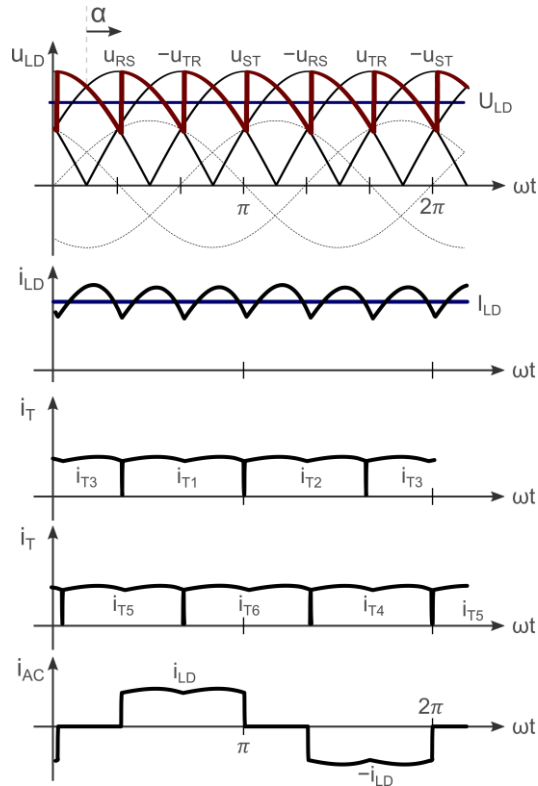 α
u_LD u_RS −u_TR u_ST −u_RS u_TR −u_ST
U_LD
π 2π ωt
i_LD
I_LD
ωt
i_T
i_T3 i_T1 i_T2 i_T3
i_T
i_T5 i_T6 i_T4 i_T5
ωt
i_AC i_LD 2π
π ωt
−i_LD